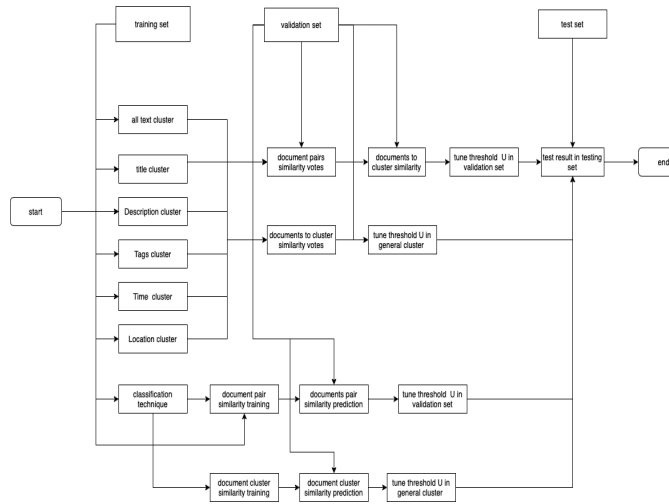 training set
validation set
test set
all text cluster
title cluster
document pairs
similarity votes
documents to
cluster similarity
tune threshold U in
validation set
test result in testing
set
end
start
Description cluster
documents to cluster
similarity votes
tune threshold U in
general cluster
Tags cluster
Time cluster
Location cluster
classification
technique
document pair
similarity training
documents pair
similarity prediction
tune threshold U in
validation set
document cluster
similarity training
document cluster
similarity prediction
tune threshold U in
general cluster